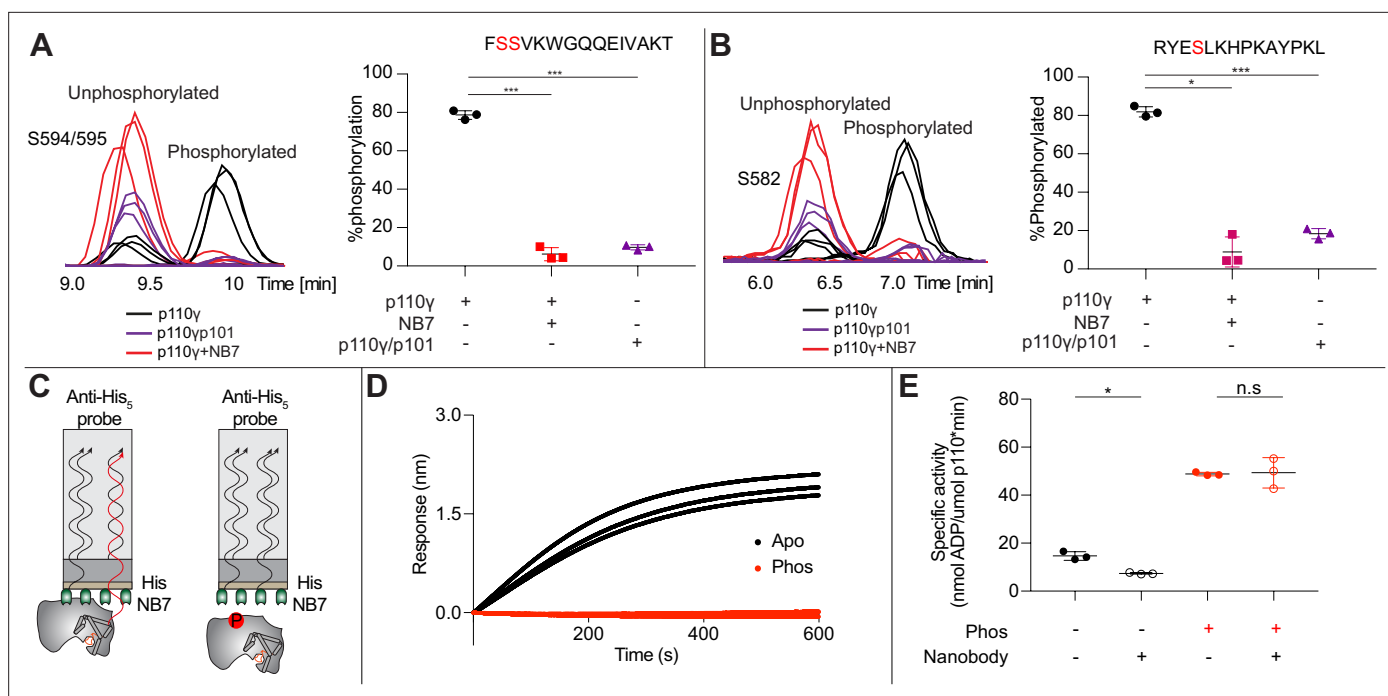 A
FSSVKWGQQEIVAKT
Unphosphorylated
S594/595
Phosphorylated
9.0 9.5 10 Time [min]
p110γ
p110γp101
p110γ+NB7
%phosphorylation
100
80
60
40
20
0
***
***
p110γ + + -
NB7 - + -
p110γ/p101 - - +
B
RYESLKHPKAYPKL
Unphosphorylated
Phosphorylated
S582
6.0 6.5 7.0 Time [min]
p110γ
p110γp101
p110γ+NB7
%Phosphorylated
100
80
60
40
20
0
***
*
p110γ + + -
NB7 - + -
p110γ/p101 - - +
C
Anti-His5
probe
Anti-His5
probe
His
NB7
His
NB7
P
D
Response (nm)
3.0
1.5
0.0
Apo
Phos
200 400 600
Time (s)
E
Specific activity
(nmol ADP/umol p110*min)
80
60
40
20
0
*
n.s
Phos - - + +
Nanobody - + - +